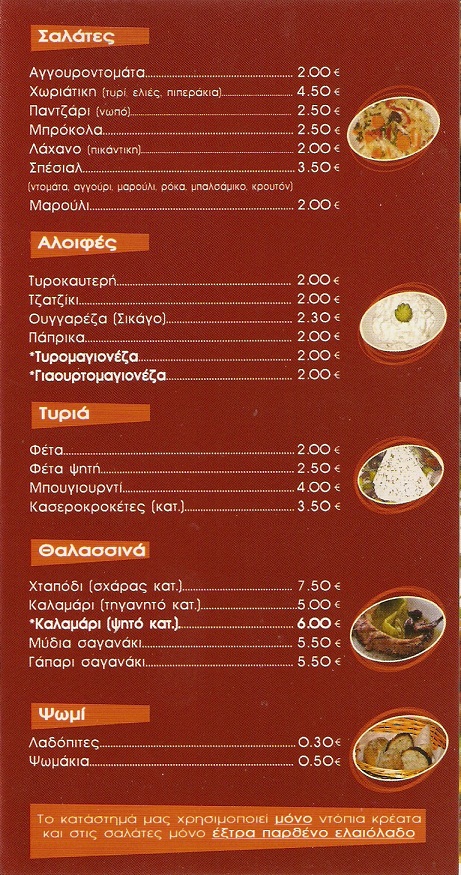 Σαλάτες
Αγγουροντομάτα 2.00 €
Χωριάτικη (τυρί, ελιές, πιπεράκια) 4.50 €
Παντζάρι (νωπό) 2.50 €
Μπρόκολα 2.50 €
Λάχανο (πικάντικη) 2.00 €
Σπέσιαλ 3.50 €
(ντομάτα, αγγούρι, μαρούλι, ρόκα, μπαλσάμικο, κρουτόν)
Μαρούλι 2.00 €
Αλοιφές
Τυροκαυτερή 2.00 €
Τζατζίκι 2.00 €
Ουγγαρέζα (Σικάγο) 2.30 €
Πάπρικα 2.00 €
*Τυρομαγιονέζα 2.00 €
*Γιαουρτομαγιονέζα 2.00 €
Τυριά
Φέτα 2.00 €
Φέτα ψητή 2.50 €
Μπουγιουρντί 4.00 €
Κασεροκροκέτες (κατ.) 3.50 €
Θαλασσινά
Χταπόδι (σχάρας κατ.) 7.50 €
Καλαμάρι (τηγανητό κατ.) 5.00 €
*Καλαμάρι (ψητό κατ.) 6.00 €
Μύδια σαγανάκι 5.50 €
Γάπαρι σαγανάκι 5.50 €
Ψωμί
Λαδόπιτες 0.30 €
Ψωμάκια 0.50 €
Το κατάστημά μας χρησιμοποιεί μόνο ντόπια κρέατα
και στις σαλάτες μόνο έξτρα παρθένο ελαιόλαδο